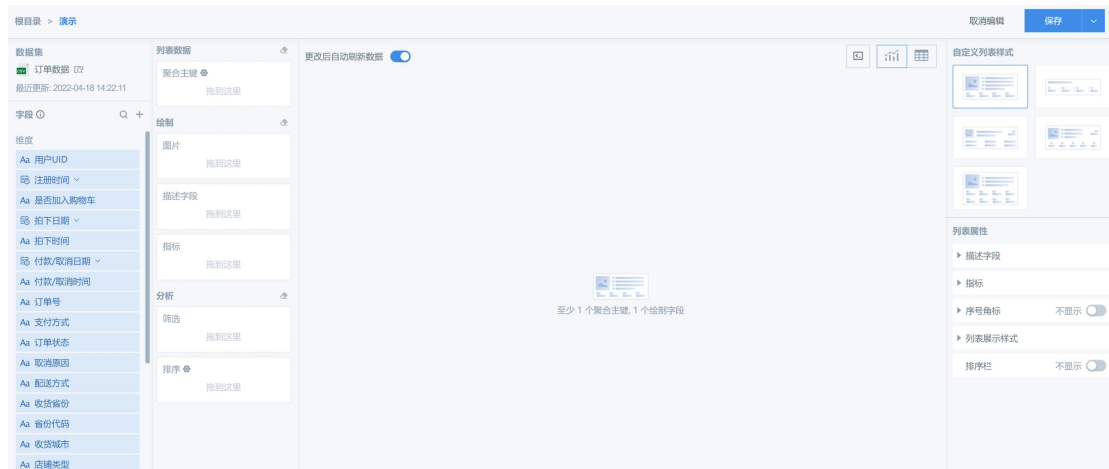 根目录 > 演示
取消编辑
保存
数据集
订单数据
最近更新: 2022-04-18 14:22:11
字段
维度
Aa 用户UID
注册时间
Aa 是否加入购物车
拍下日期
Aa 拍下时间
付款/取消日期
Aa 付款/取消时间
Aa 订单号
Aa 支付方式
Aa 订单状态
Aa 取消原因
Aa 配送方式
Aa 收货省份
Aa 省份代码
Aa 收货城市
Aa 店铺类型
列表数据
聚合主键
拖到这里
绘制
图片
拖到这里
描述字段
拖到这里
指标
拖到这里
分析
筛选
拖到这里
排序
拖到这里
更改后自动刷新数据
至少 1 个聚合主键, 1 个绘制字段
自定义列表样式
列表属性
描述字段
指标
序号角标 不显示
列表展示样式
排序栏 不显示